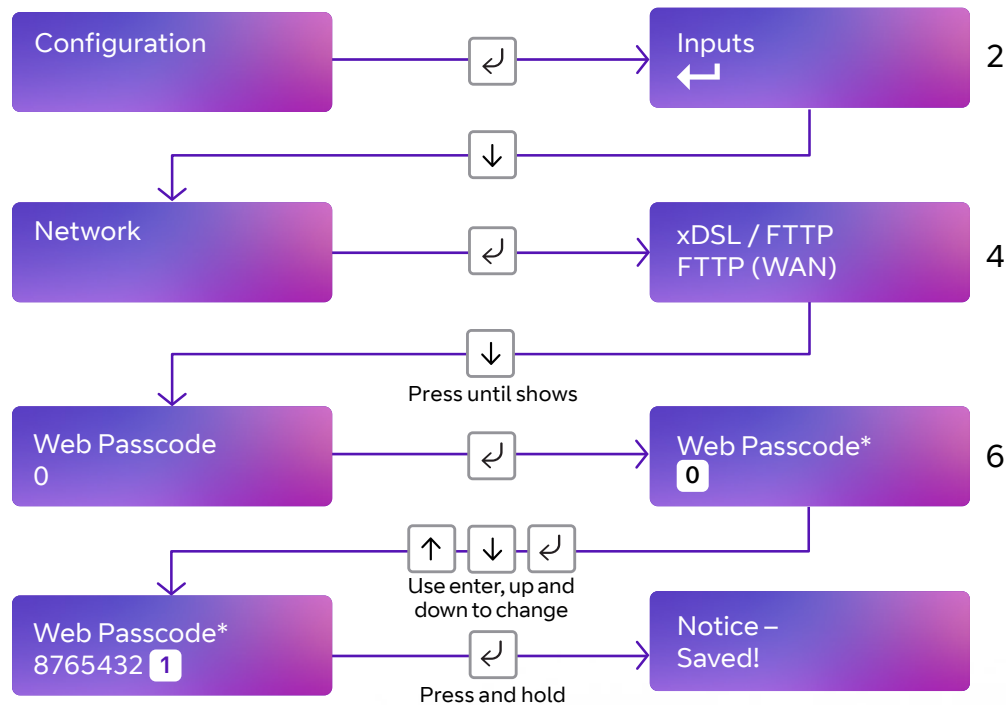 Configuration
Inputs
2
Network
xDSL / FTTP
FTTP (WAN)
4
Press until shows
Web Passcode
0
Web Passcode*
0
6
Use enter, up and
down to change
Web Passcode*
8765432 1
Press and hold
Notice –
Saved!